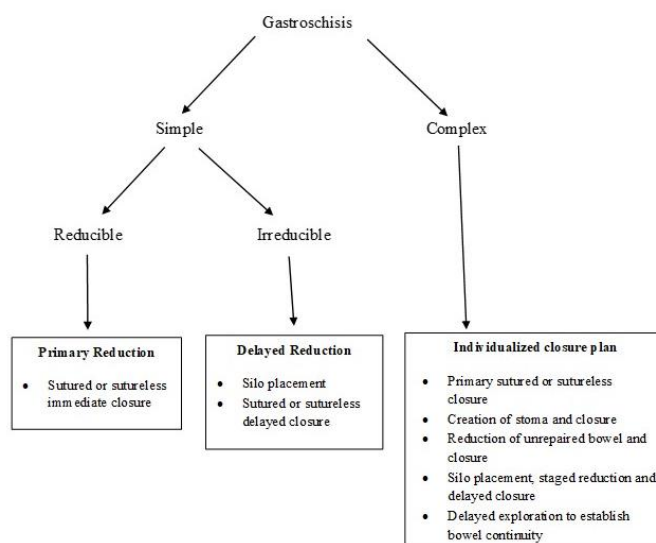 Gastroschisis
Simple
Complex
Reducible
Irreducible
Primary Reduction
• Sutured or sutureless
immediate closure
Delayed Reduction
• Silo placement
• Sutured or sutureless
delayed closure
Individualized closure plan
• Primary sutured or sutureless
closure
• Creation of stoma and closure
• Reduction of unrepaired bowel and
closure
• Silo placement, staged reduction and
delayed closure
• Delayed exploration to establish
bowel continuity